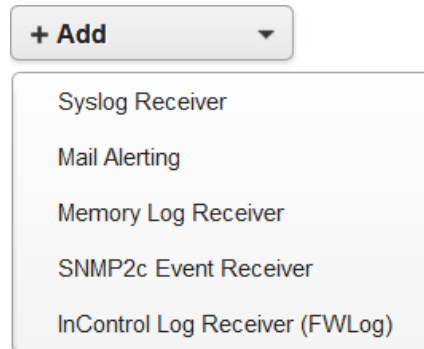 + Add
Syslog Receiver
Mail Alerting
Memory Log Receiver
SNMP2c Event Receiver
InControl Log Receiver (FWLog)